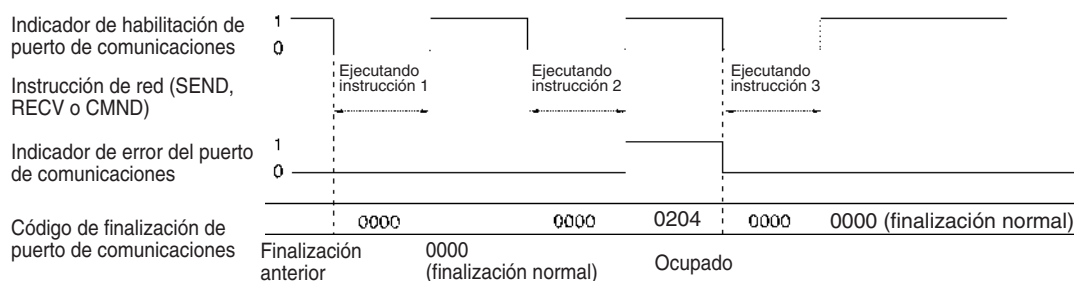 Indicador de habilitación de
puerto de comunicaciones
1
0
Instrucción de red (SEND,
RECV o CMND)
Ejecutando
instrucción 1
Ejecutando
instrucción 2
Ejecutando
instrucción 3
Indicador de error del puerto
de comunicaciones
1
0
Código de finalización de
puerto de comunicaciones
0000
0000
0204
0000
0000 (finalización normal)
Finalización
anterior
0000
(finalización normal)
Ocupado